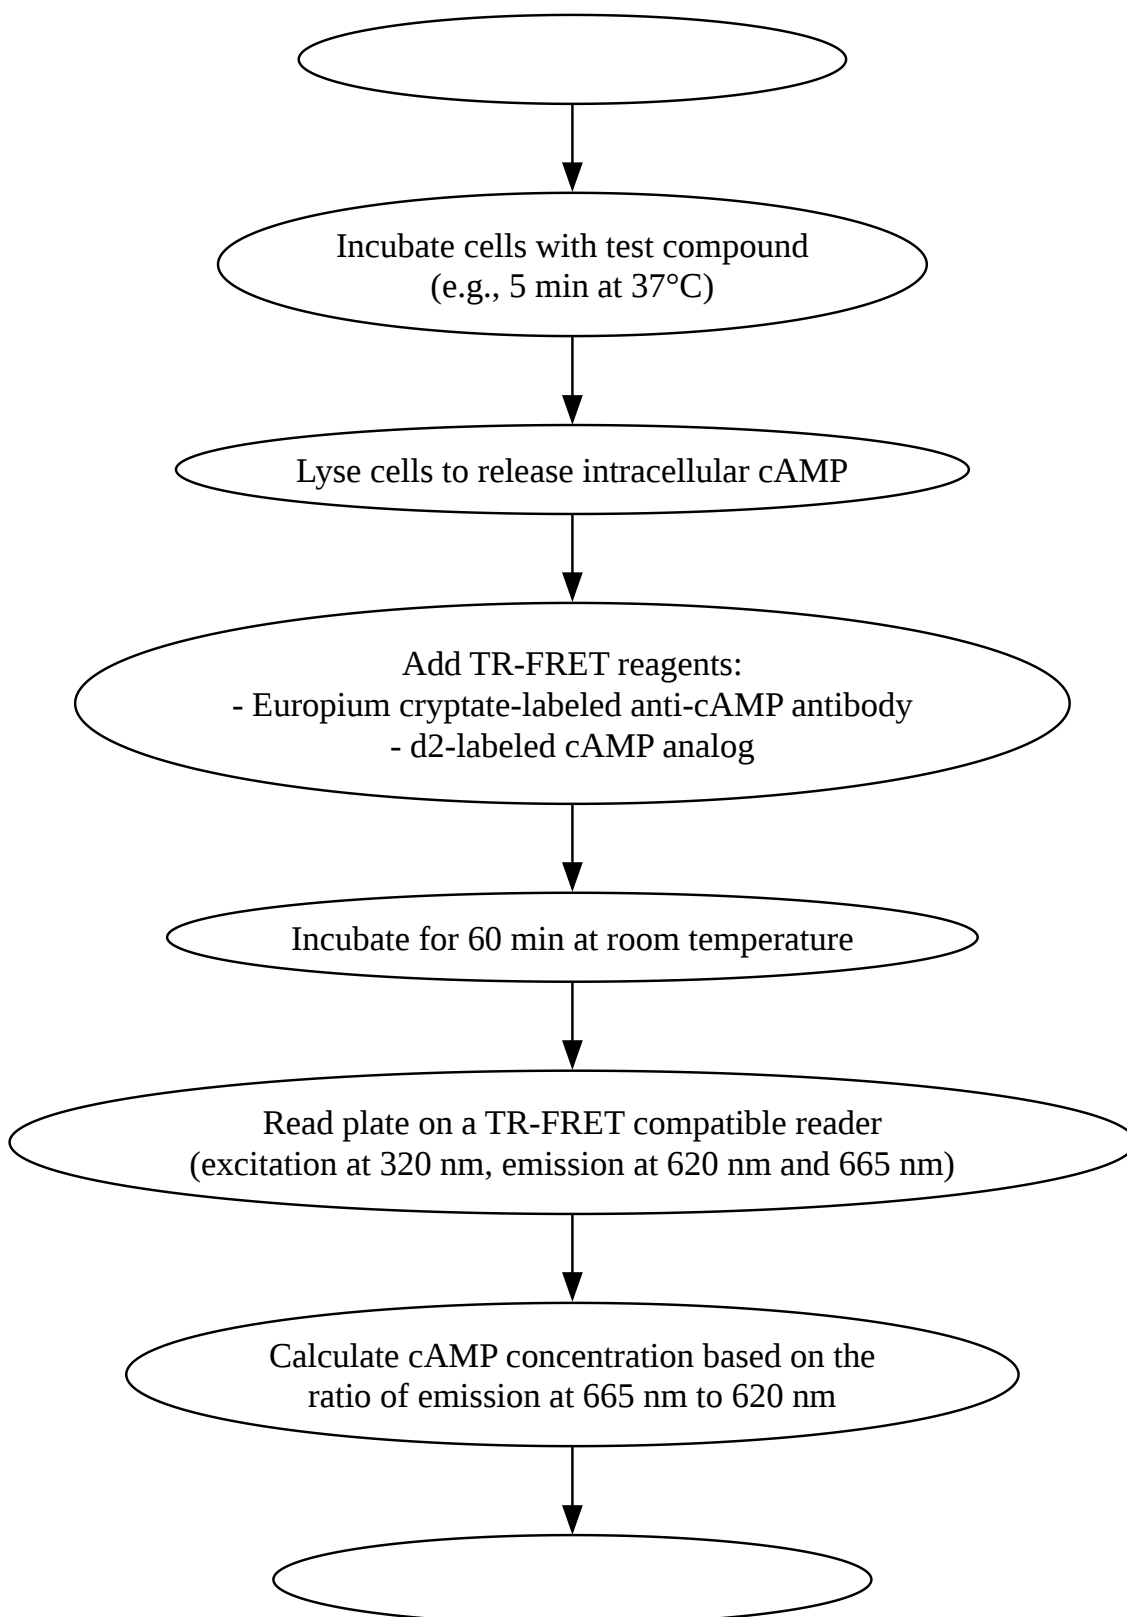 Incubate cells with test compound
(e.g., 5 min at 37°C)
Lyse cells to release intracellular cAMP
Add TR-FRET reagents:
- Europium cryptate-labeled anti-cAMP antibody
- d2-labeled cAMP analog
Incubate for 60 min at room temperature
Read plate on a TR-FRET compatible reader
(excitation at 320 nm, emission at 620 nm and 665 nm)
Calculate cAMP concentration based on the
ratio of emission at 665 nm to 620 nm